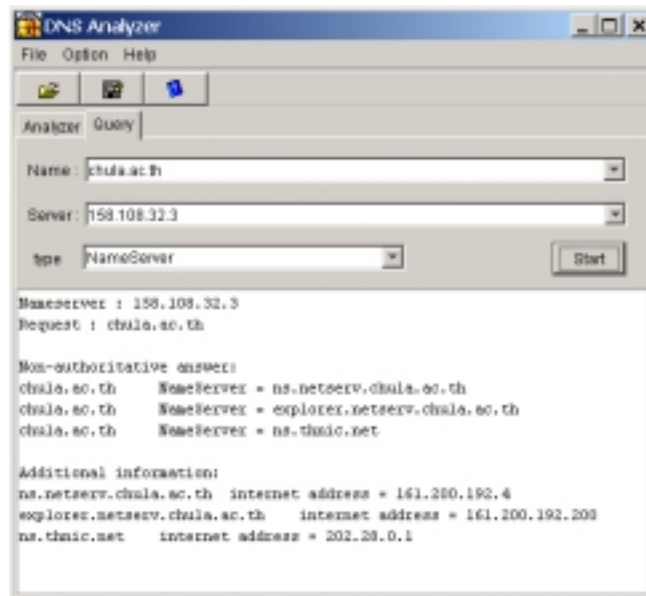 DNS Analyzer
File Option Help
Analyzer Query
Name : chula.ac.th
Server : 158.108.32.3
type NameServer Start
Nameserver : 158.108.32.3
Request : chula.ac.th
Non-authoritative answer:
chula.ac.th NameServer = ns.netserv.chula.ac.th
chula.ac.th NameServer = explorer.netserv.chula.ac.th
chula.ac.th NameServer = ns.thnic.net
Additional information:
ns.netserv.chula.ac.th internet address = 161.200.192.4
explorer.netserv.chula.ac.th internet address = 161.200.192.200
ns.thnic.net internet address = 202.28.0.1